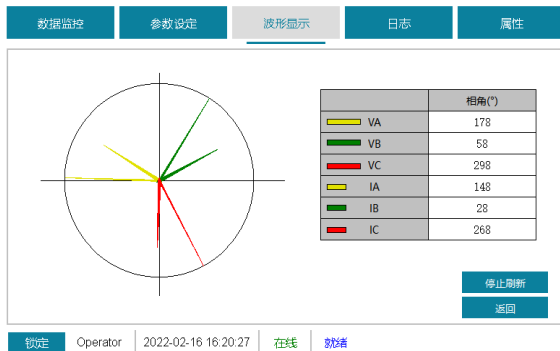 数据监控 参数设定 波形显示 日志 属性
相角(°)
VA 178
VB 58
VC 298
IA 148
IB 28
IC 268
停止刷新
返回
锁定 Operator 2022-02-16 16:20:27 在线 就绪